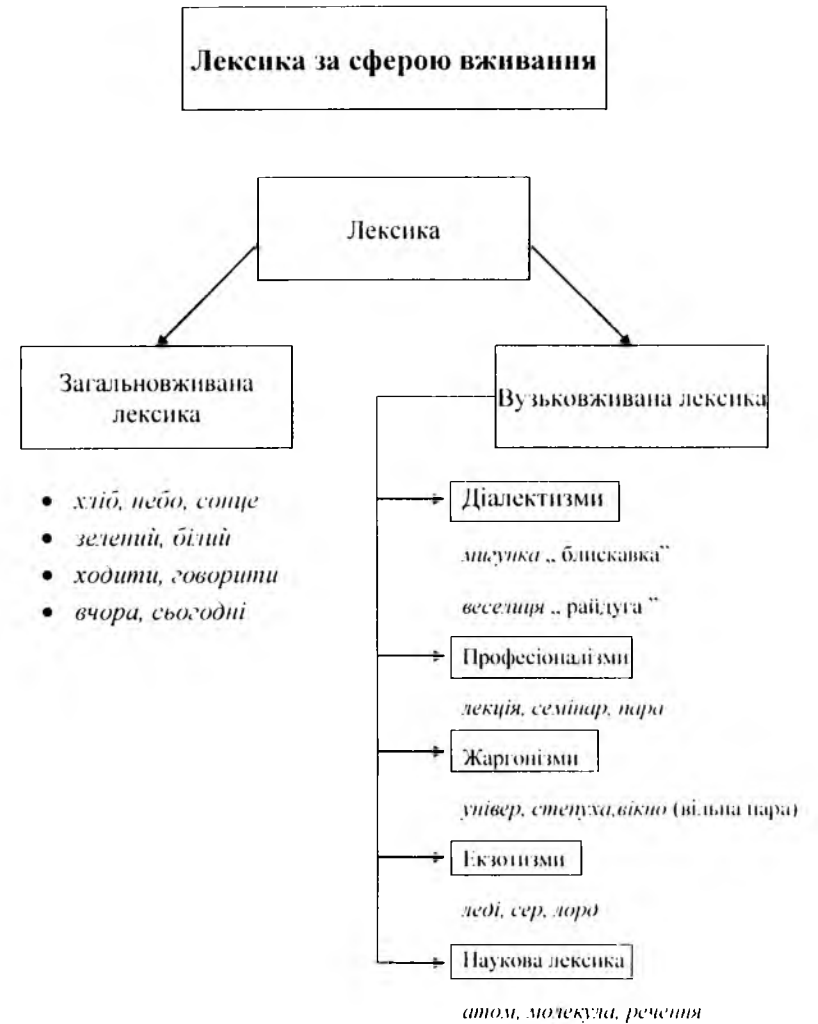 Лексика за сферою вживання
Лексика
Загальновживана
лексика
• хліб, небо, сонце
• зелений, білий
• ходити, говорити
• вчора, сьогодні
Вузьковживана лексика
Діалектизми
мигунка „ блискавка”
веселиця „ райдуга ”
Професіоналізми
лекція, семінар, пара
Жаргонізми
універ, степуха,вікно (вільна пара)
Екзотизми
леді, сер, лорд
Наукова лексика
атом, молекула, речення